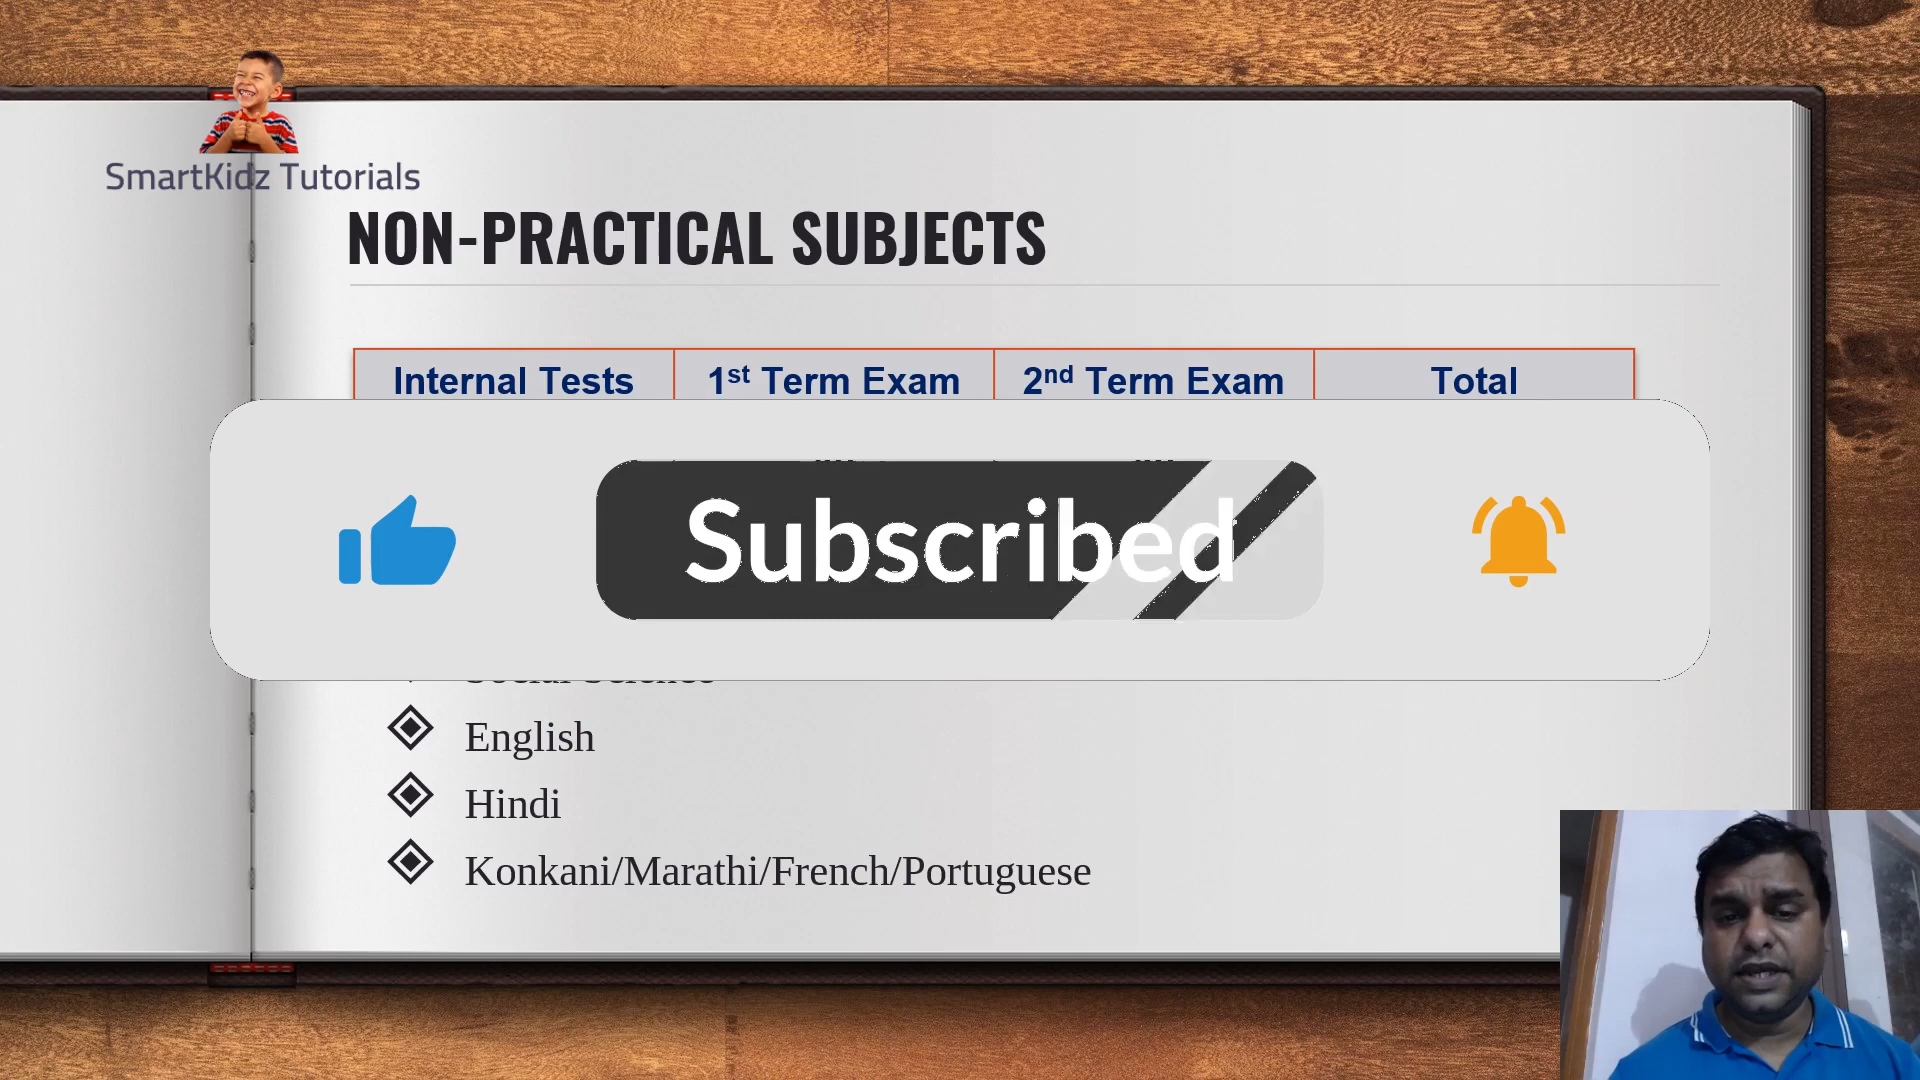 SmartKidz Tutorials
NON-PRACTICAL SUBJECTS
Internal Tests 1st Term Exam 2nd Term Exam Total
Subscribed
English
Hindi
Konkani/Marathi/French/Portuguese